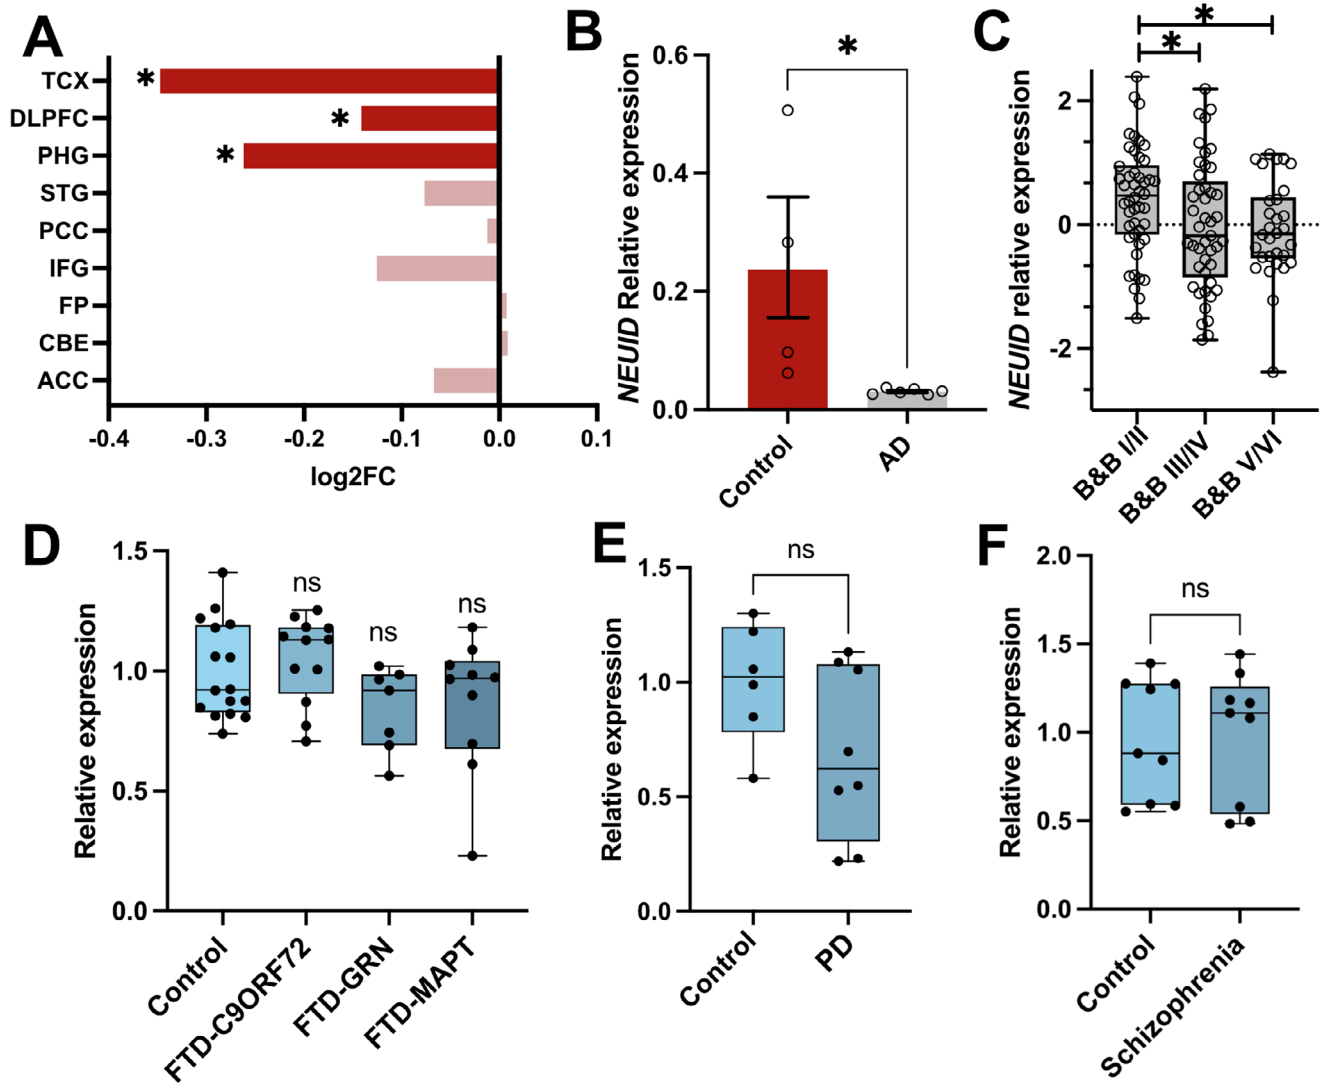 A
TCX
*
DLPFC
*
PHG
*
STG
PCC
IFG
FP
CBE
ACC
-0.4
-0.3
-0.2
-0.1
0.0
0.1
log2FC
B
NEUID Relative expression
0.6
0.4
0.2
0.0
*
Control
AD
C
NEUID relative expression
2
0
-2
*
*
B&B I/II
B&B III/IV
B&B V/VI
D
Relative expression
1.5
1.0
0.5
0.0
ns
ns
ns
Control
FTD-C9ORF72
FTD-GRN
FTD-MAPT
E
Relative expression
1.5
1.0
0.5
0.0
ns
Control
PD
F
Relative expression
2.0
1.5
1.0
0.5
0.0
ns
Control
Schizophrenia